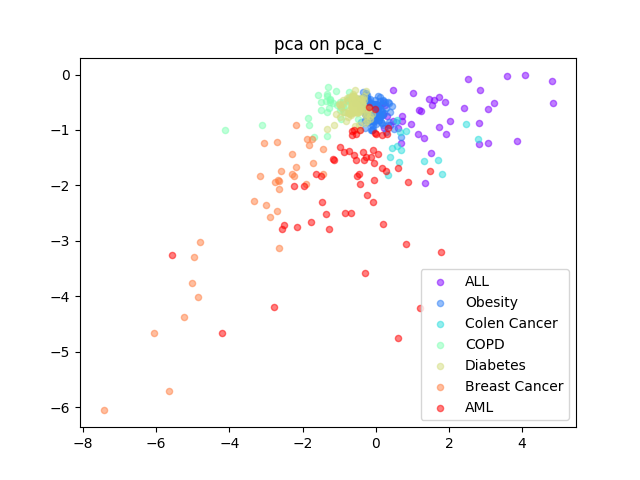 pca on pca_c
0
−1
−2
−3
−4
−5
−6
−8
−6
−4
−2
0
2
4
ALL
Obesity
Colen Cancer
COPD
Diabetes
Breast Cancer
AML